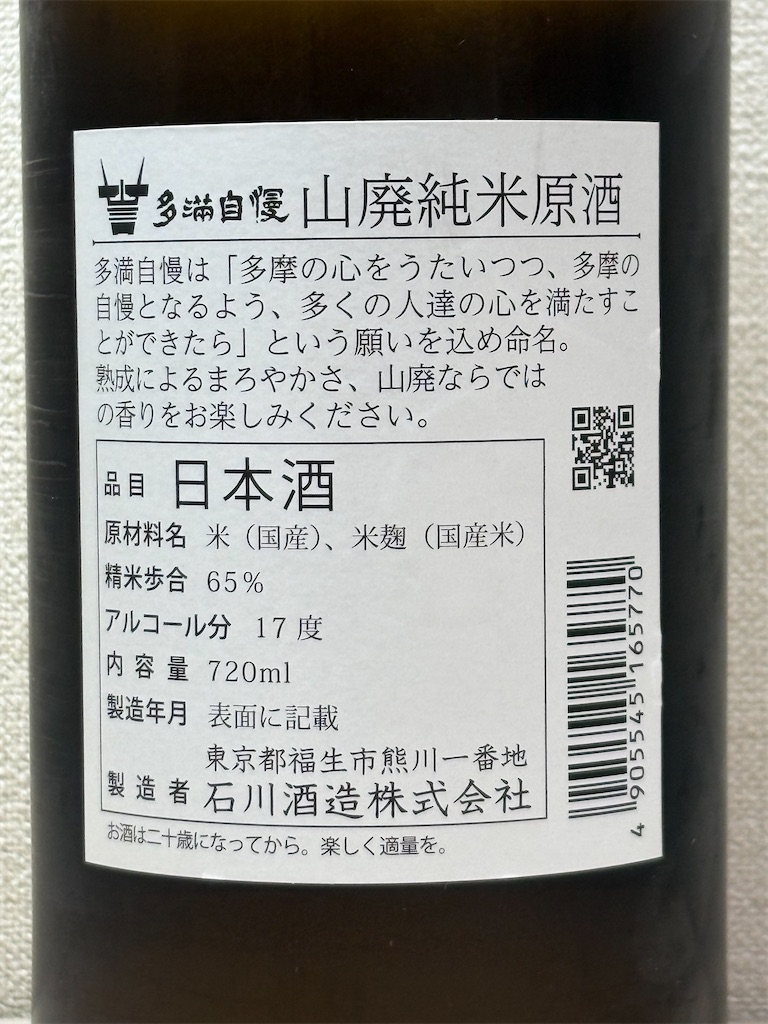 多満自慢 山廃純米原酒
多満自慢は「多摩の心をうたいつつ、多摩の
自慢となるよう、多くの人達の心を満たすこ
とができたら」という願いを込め命名。
熟成によるまろやかさ、山廃ならでは
の香りをお楽しみください。
品目 日本酒
原材料名 米（国産）、米麹（国産米）
精米歩合 65%
アルコール分 17度
内容量 720ml
製造年月 表面に記載
東京都福生市熊川一番地
製造者 石川酒造株式会社
お酒は二十歳になってから。楽しく適量を。
4 905545 165770